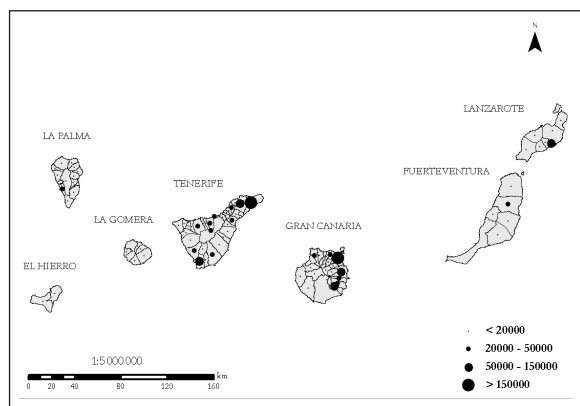 N
LANZAROTE
LA PALMA
FUERTEVENTURA
TENERIFE
LA GOMERA
GRAN CANARIA
EL HIERRO
< 20000
1:5 000 000
20000 - 50000
km
50000 - 150000
0 20 40 80 120 160
> 150000